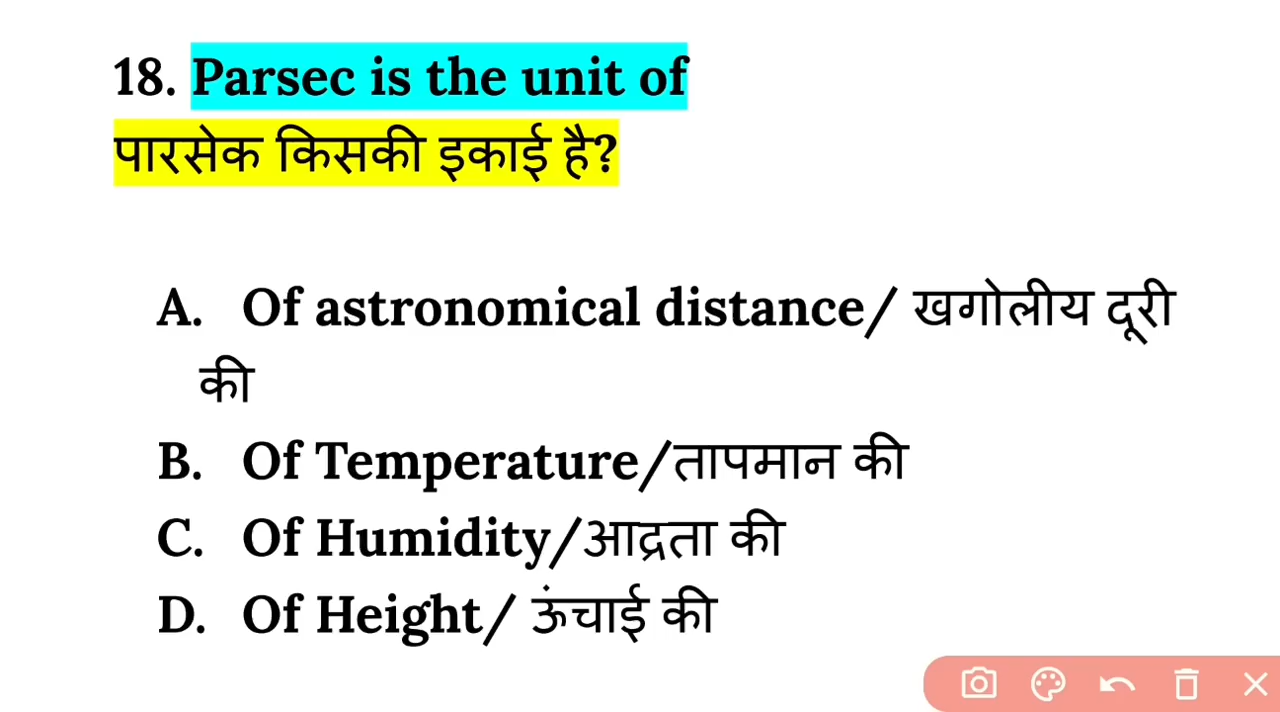 18. Parsec is the unit of
पारसेक किसकी इकाई है?
A. Of astronomical distance/ खगोलीय दूरी
की
B. Of Temperature/तापमान की
C. Of Humidity/आद्रता की
D. Of Height/ ऊंचाई की